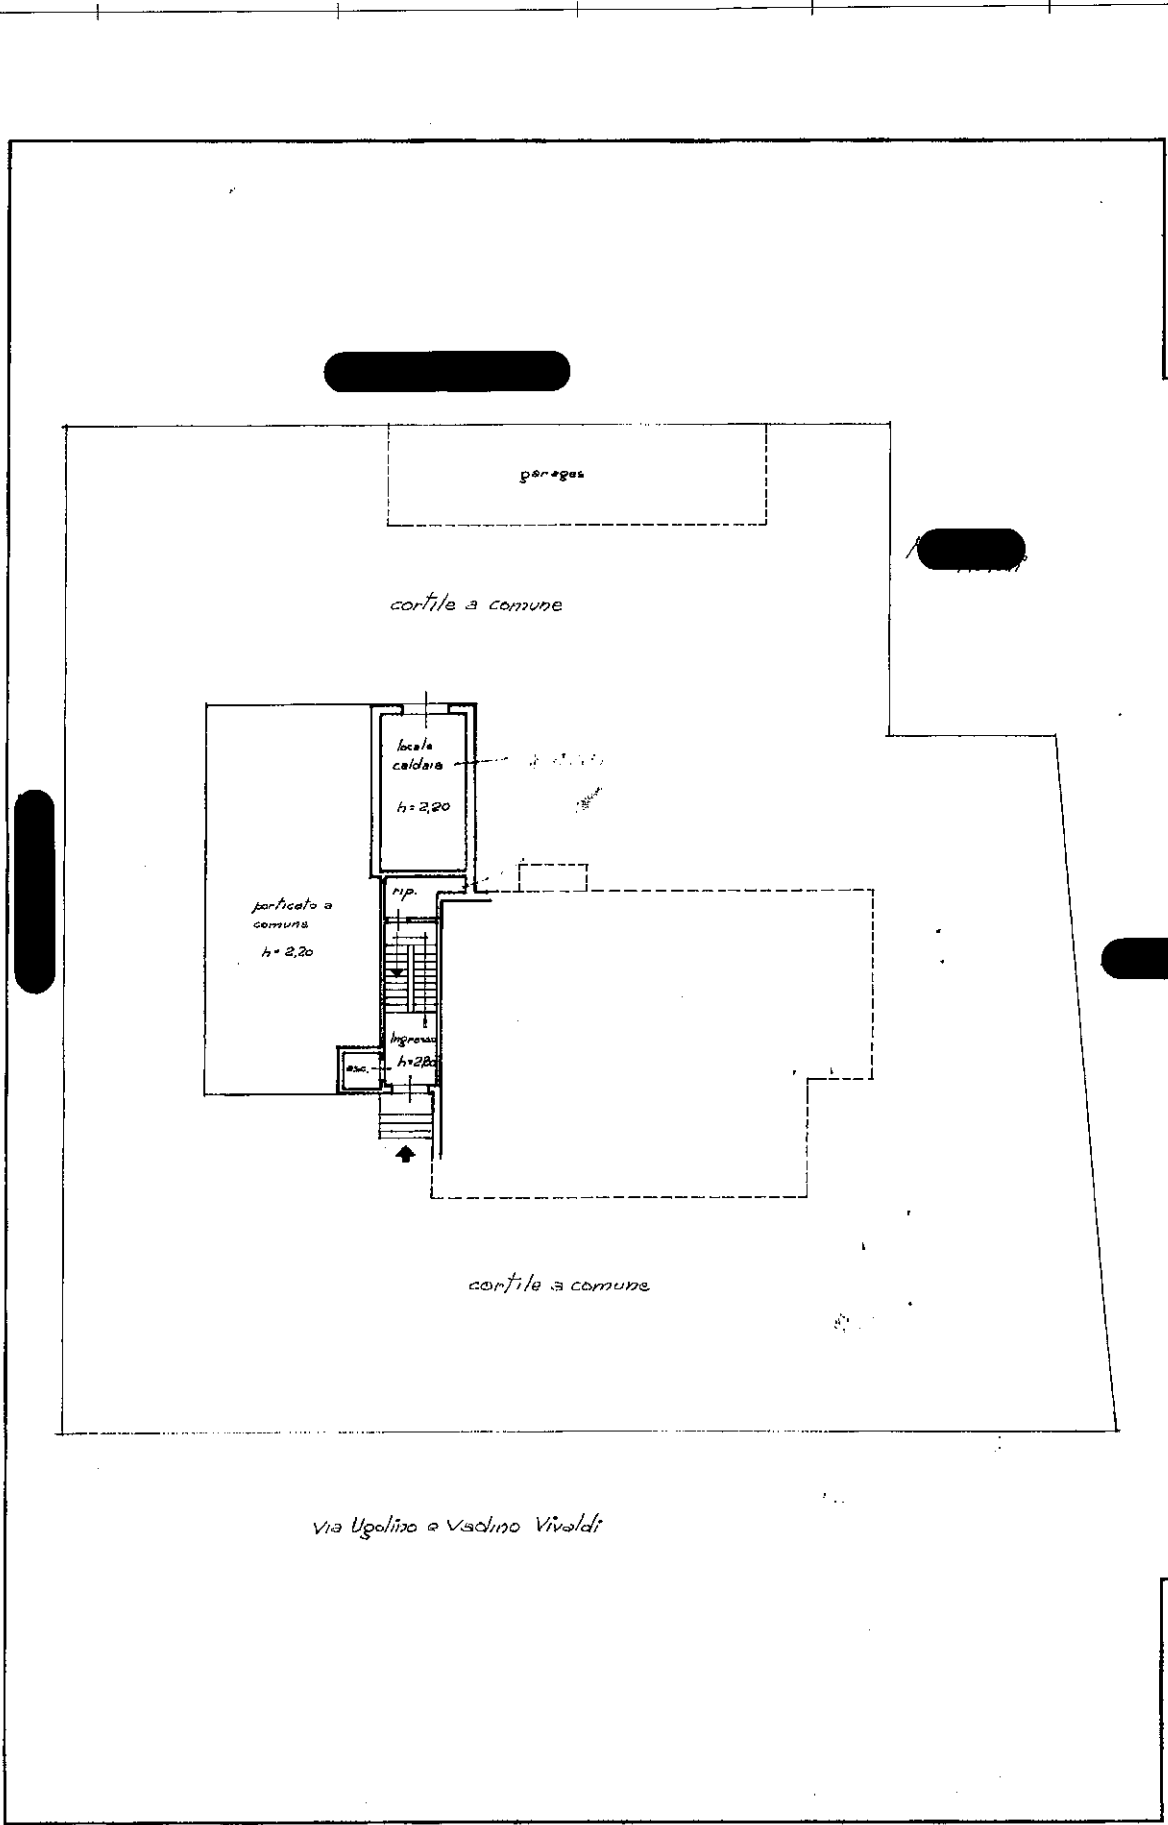 garages
cortile a comune
locale
caldaia
h=2,20
rip.
porticato a
comune
h=2,20
Ingresso
h=2,80
asc.
cortile a comune
via Ugolino e Vadino Vivaldi